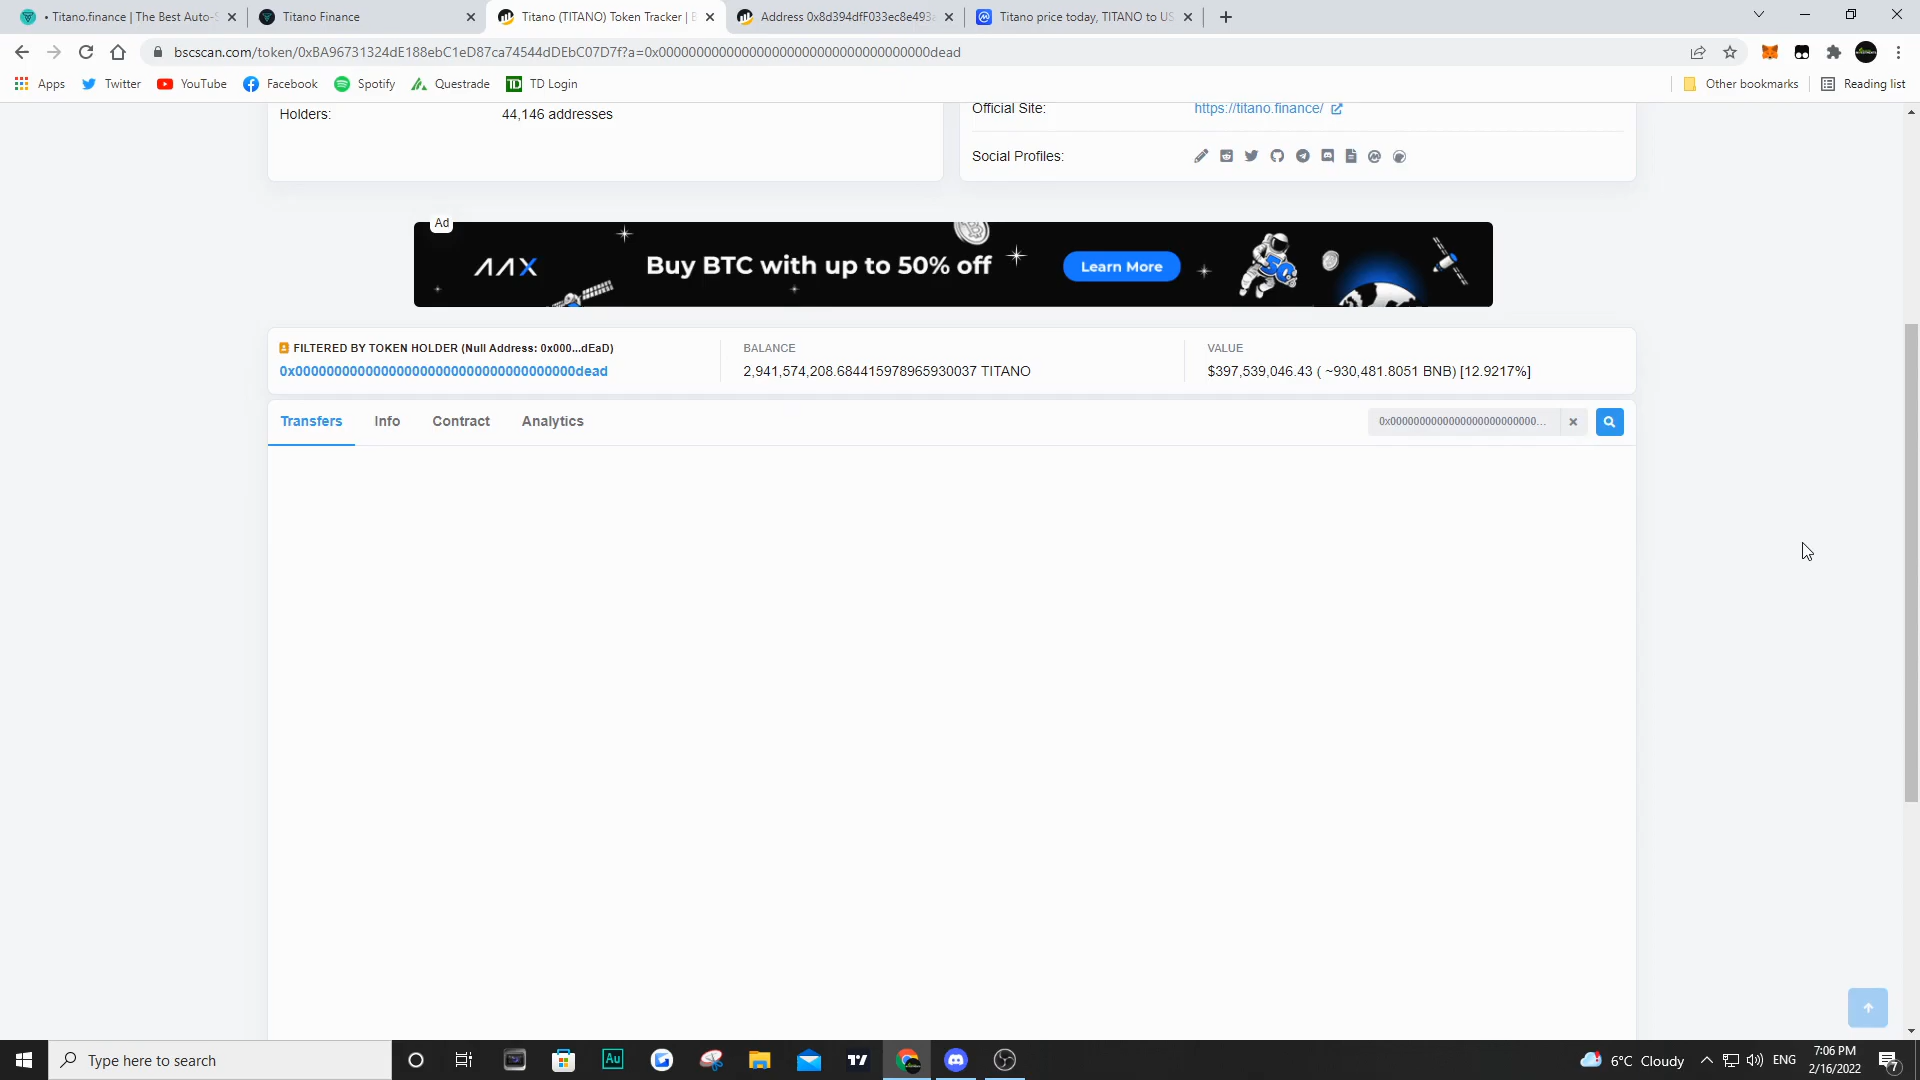 • Titano.finance | The Best Auto-S
Titano Finance
Titano (TITANO) Token Tracker |
Address 0x8d394dfF033ec8e493
Titano price today, TITANO to US
bscscan.com/token/0xBA96731324dE188ebC1eD87ca74544dDEbC07D7f?a=0x000000000000000000000000000000000000dead
Apps
Twitter
YouTube
Facebook
Spotify
Questrade
TD Login
Other bookmarks
Reading list
Holders:
44,146 addresses
Official Site:
https://titano.finance/
Social Profiles:
Ad
AAX
Buy BTC with up to 50% off
Learn More
FILTERED BY TOKEN HOLDER (Null Address: 0x000...dEaD)
0x000000000000000000000000000000000000dead
BALANCE
2,941,574,208.684415978965930037 TITANO
VALUE
$397,539,046.43 ( ~930,481.8051 BNB) [12.9217%]
Transfers
Info
Contract
Analytics
0x0000000000000000000000000...
Type here to search
Au
6°C Cloudy
ENG
7:06 PM
2/16/2022
7